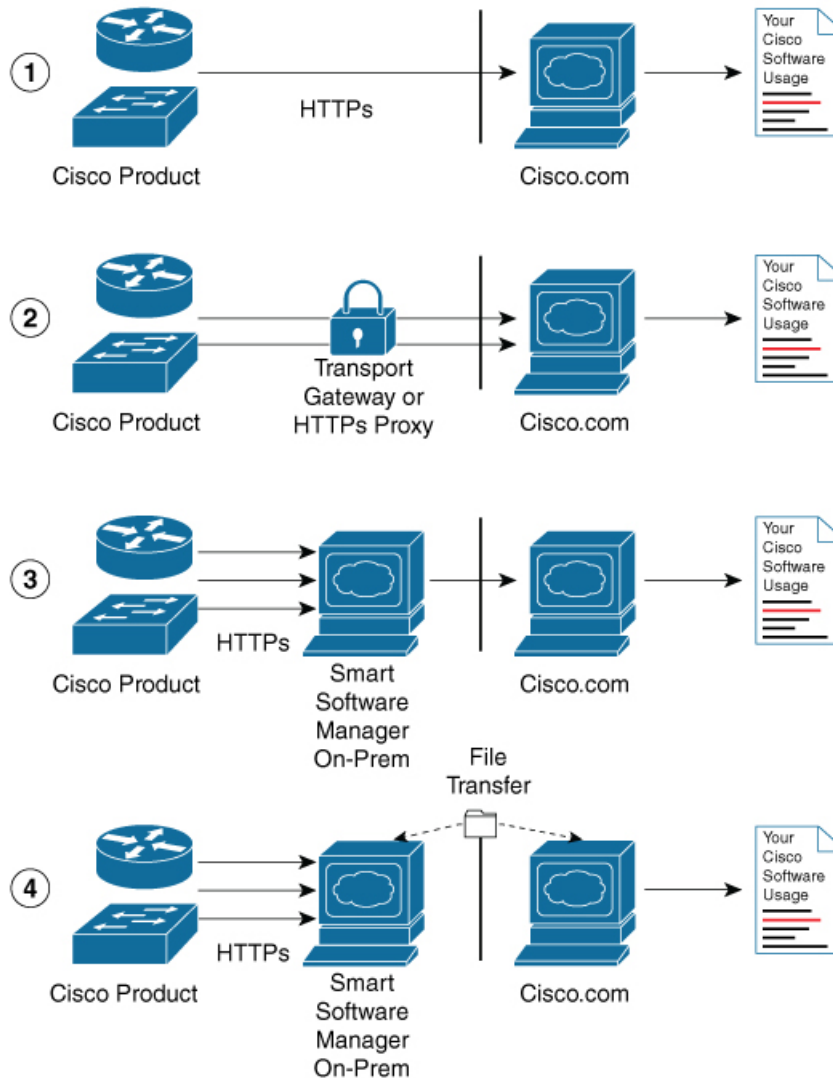 1
HTTPs
Cisco Product
Cisco.com
Your
Cisco
Software
Usage
2
Transport
Gateway or
HTTPs Proxy
Cisco Product
Cisco.com
Your
Cisco
Software
Usage
3
HTTPs
Cisco Product
Smart
Software
Manager
On-Prem
Cisco.com
Your
Cisco
Software
Usage
File
Transfer
4
HTTPs
Cisco Product
Smart
Software
Manager
On-Prem
Cisco.com
Your
Cisco
Software
Usage